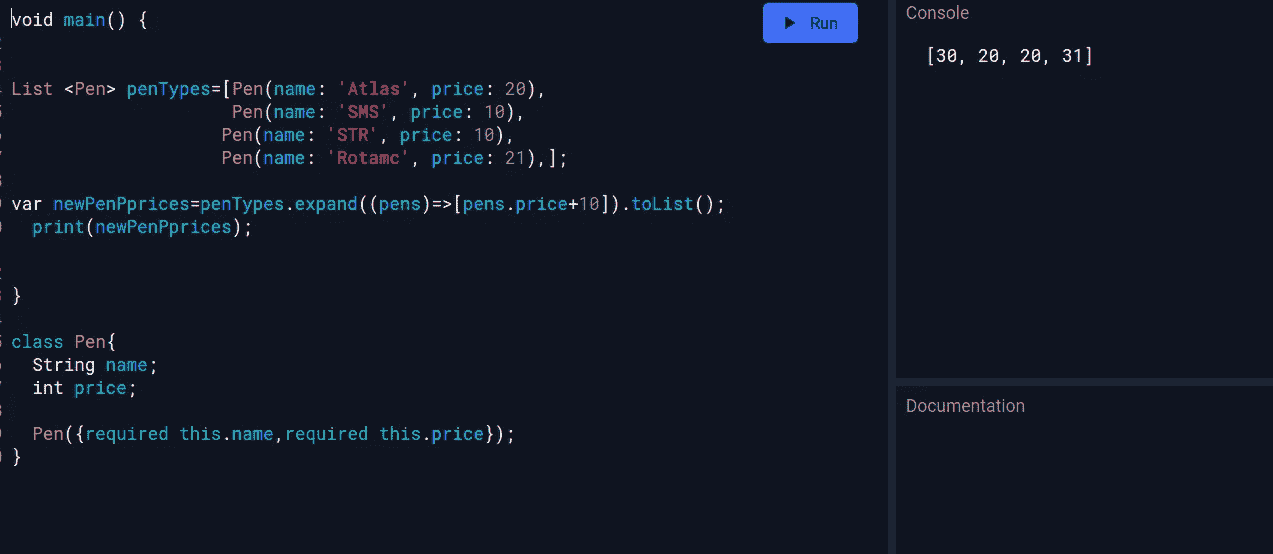 void main() {
List <Pen> penTypes=[Pen(name: 'Atlas', price: 20),
Pen(name: 'SMS', price: 10),
Pen(name: 'STR', price: 10),
Pen(name: 'Rotamc', price: 21),];
var newPenPprices=penTypes.expand((pens)=>[pens.price+10]).toList();
print(newPenPprices);
}
class Pen{
String name;
int price;
Pen({required this.name,required this.price});
}
Run
Console
[30, 20, 20, 31]
Documentation